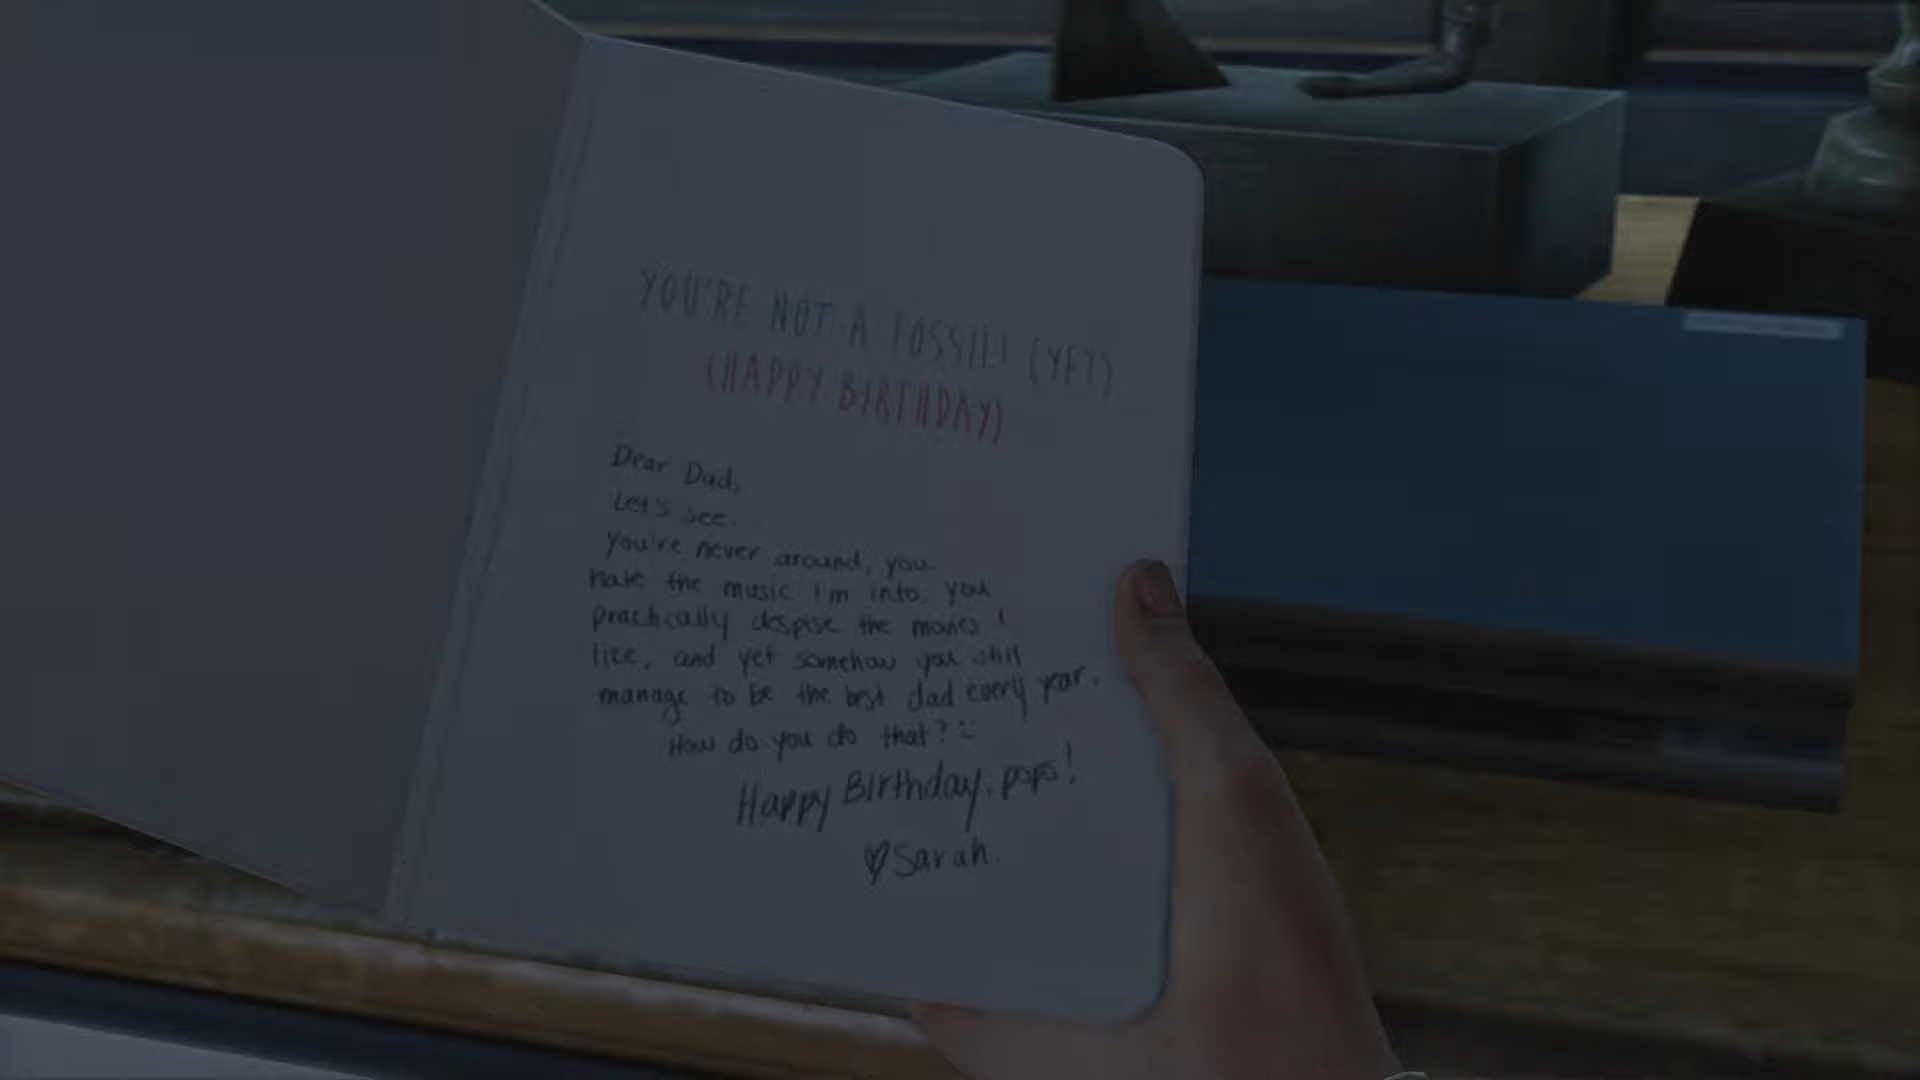 YOU'RE NOT A FOSSIL! (YET)
(HAPPY BIRTHDAY)
Dear Dad,
Let's see...
You're never around, you
hate the music I'm into, you
practically despise the movies I
like, and yet somehow you still
manage to be the best dad every year.
How do you do that? :)
Happy Birthday, pops!
♡ Sarah.